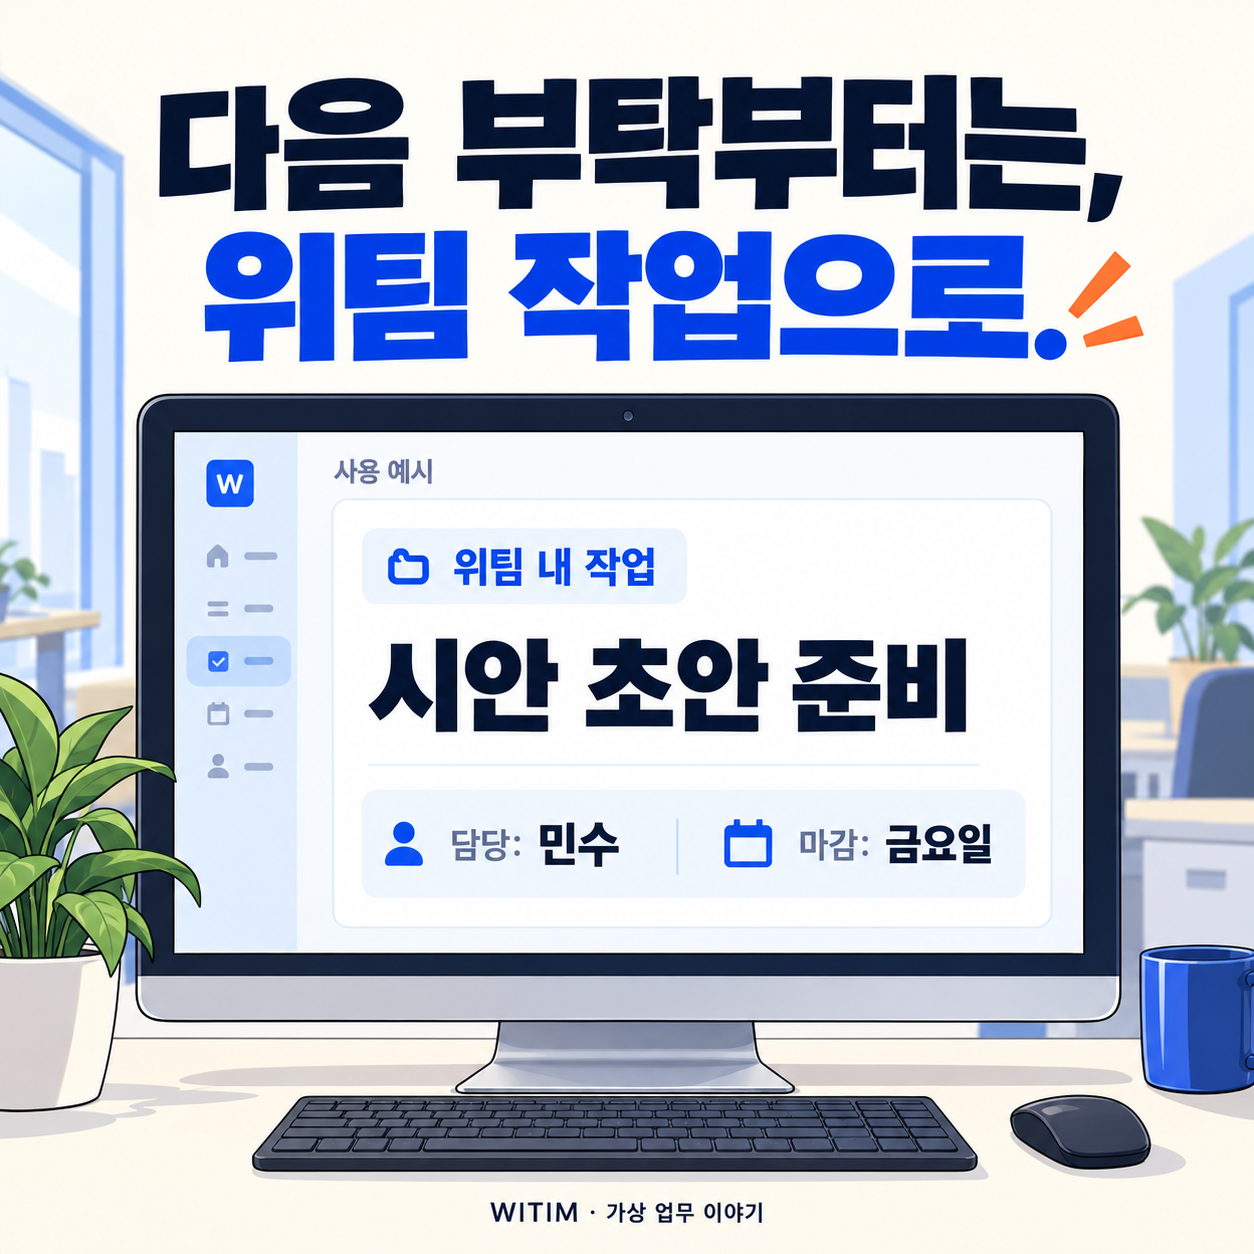 다음 부탁부터는,
위팀 작업으로.
W
사용 예시
위팀 내 작업
시안 초안 준비
담당: 민수
마감: 금요일
WITIM · 가상 업무 이야기